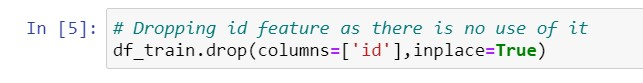 In [5]: # Dropping id feature as there is no use of it
df_train.drop(columns=['id'],inplace=True)